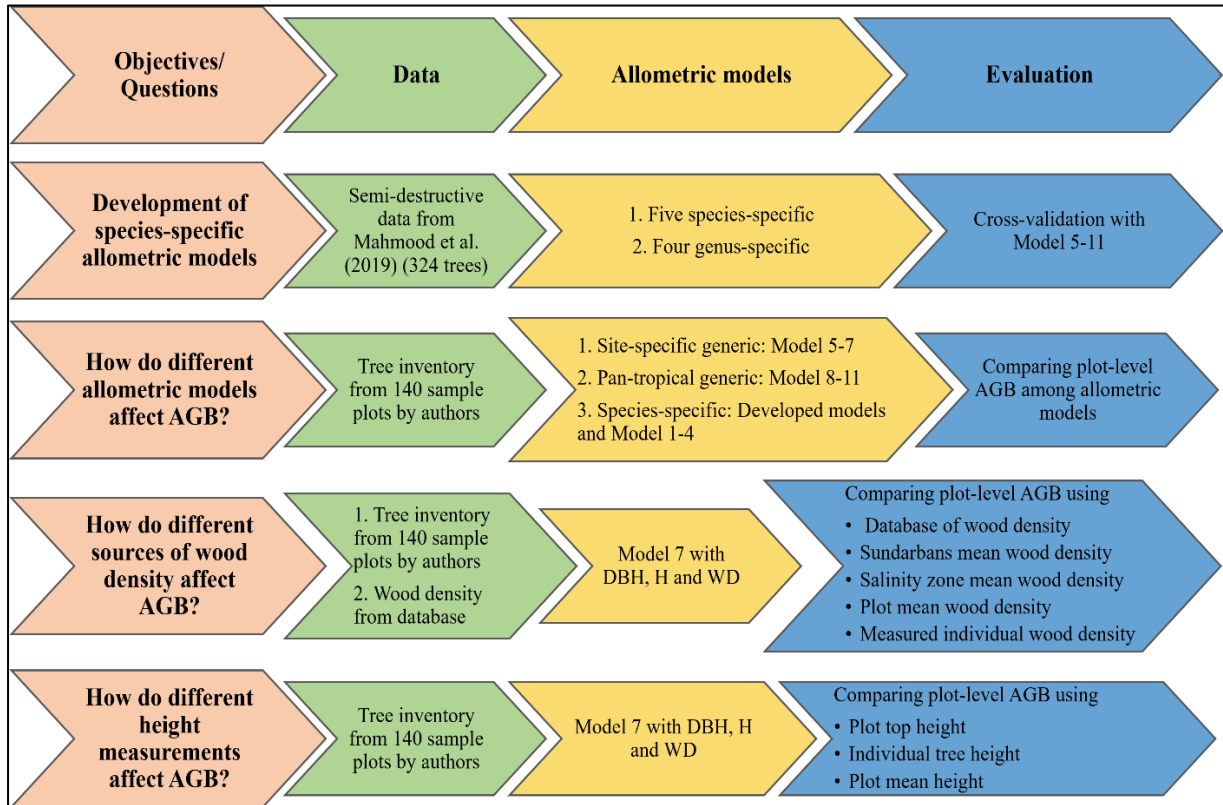 Objectives/
Questions
Data
Allometric models
Evaluation
Development of
species-specific
allometric models
Semi-destructive
data from
Mahmood et al.
(2019) (324 trees)
1. Five species-specific
2. Four genus-specific
Cross-validation with
Model 5-11
How do different
allometric models
affect AGB?
Tree inventory
from 140 sample
plots by authors
1. Site-specific generic: Model 5-7
2. Pan-tropical generic: Model 8-11
3. Species-specific: Developed models
and Model 1-4
Comparing plot-level
AGB among allometric
models
How do different
sources of wood
density affect
AGB?
1. Tree inventory
from 140 sample
plots by authors
2. Wood density
from database
Model 7 with
DBH, H and WD
Comparing plot-level AGB using
• Database of wood density
• Sundarbans mean wood density
• Salinity zone mean wood density
• Plot mean wood density
• Measured individual wood density
How do different
height
measurements
affect AGB?
Tree inventory
from 140 sample
plots by authors
Model 7 with DBH, H
and WD
Comparing plot-level AGB using
• Plot top height
• Individual tree height
• Plot mean height